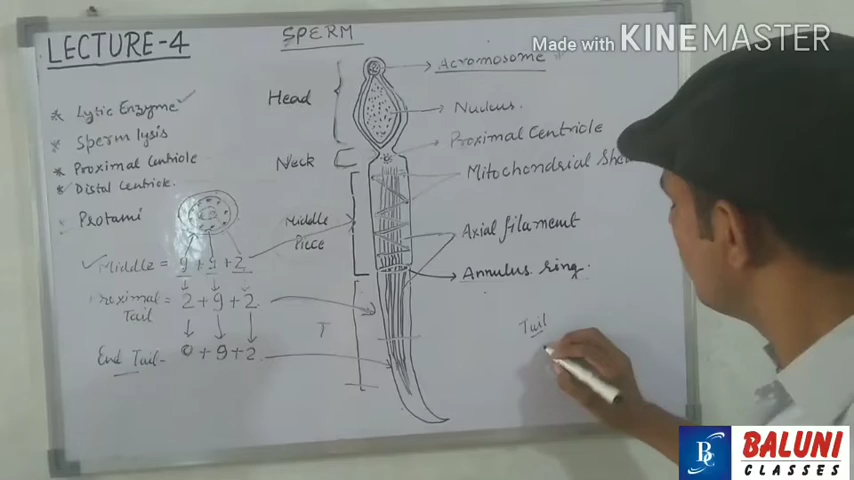 LECTURE-4
SPERM
Made with KINEMASTER
* Lytic Enzyme
* Sperm lysis
* Proximal Centriole
* Distal Centriole.
Protami
Middle = 9+9+2
Proximal Tail = 2+9+2
End Tail- 0+9+2
Head
Neck
Middle Piece
T
Acromosome
Nucleus.
Proximal Centriole
Mitochondrial She
Axial filament
Annulus ring.
Tail
BALUNI
CLASSES